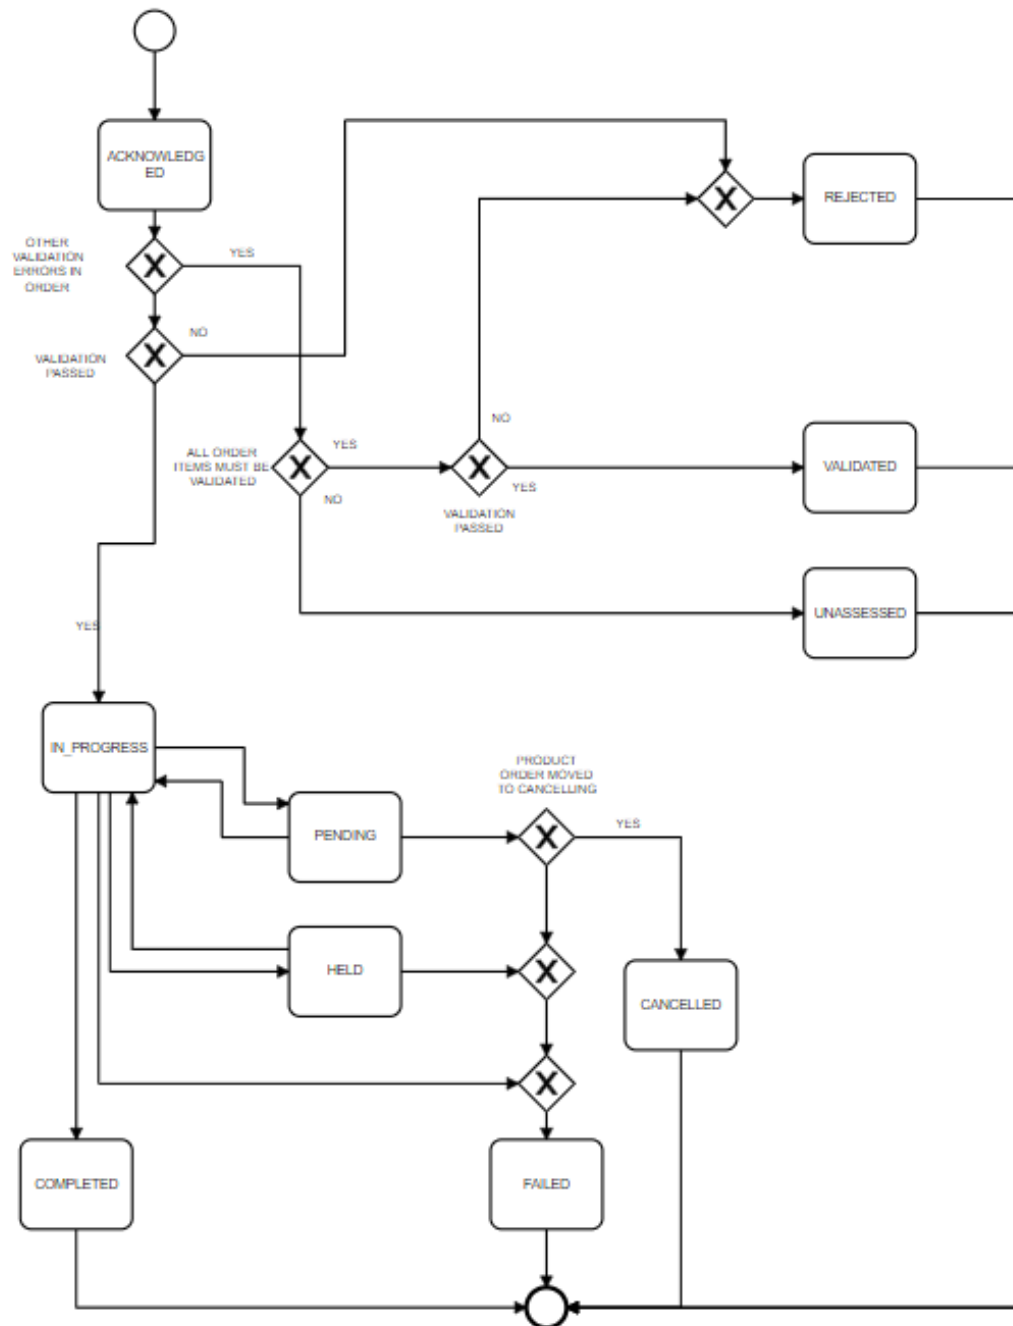 ACKNOWLEDG
ED
OTHER
VALIDATION
ERRORS IN
ORDER
YES
REJECTED
NO
VALIDATION
PASSED
NO
ALL ORDER
ITEMS MUST BE
VALIDATED
YES
NO
YES
VALIDATION
PASSED
VALIDATED
UNASSESSED
YES
IN_PROGRESS
PRODUCT
ORDER MOVED
TO CANCELLING
PENDING
YES
HELD
CANCELLED
COMPLETED
FAILED